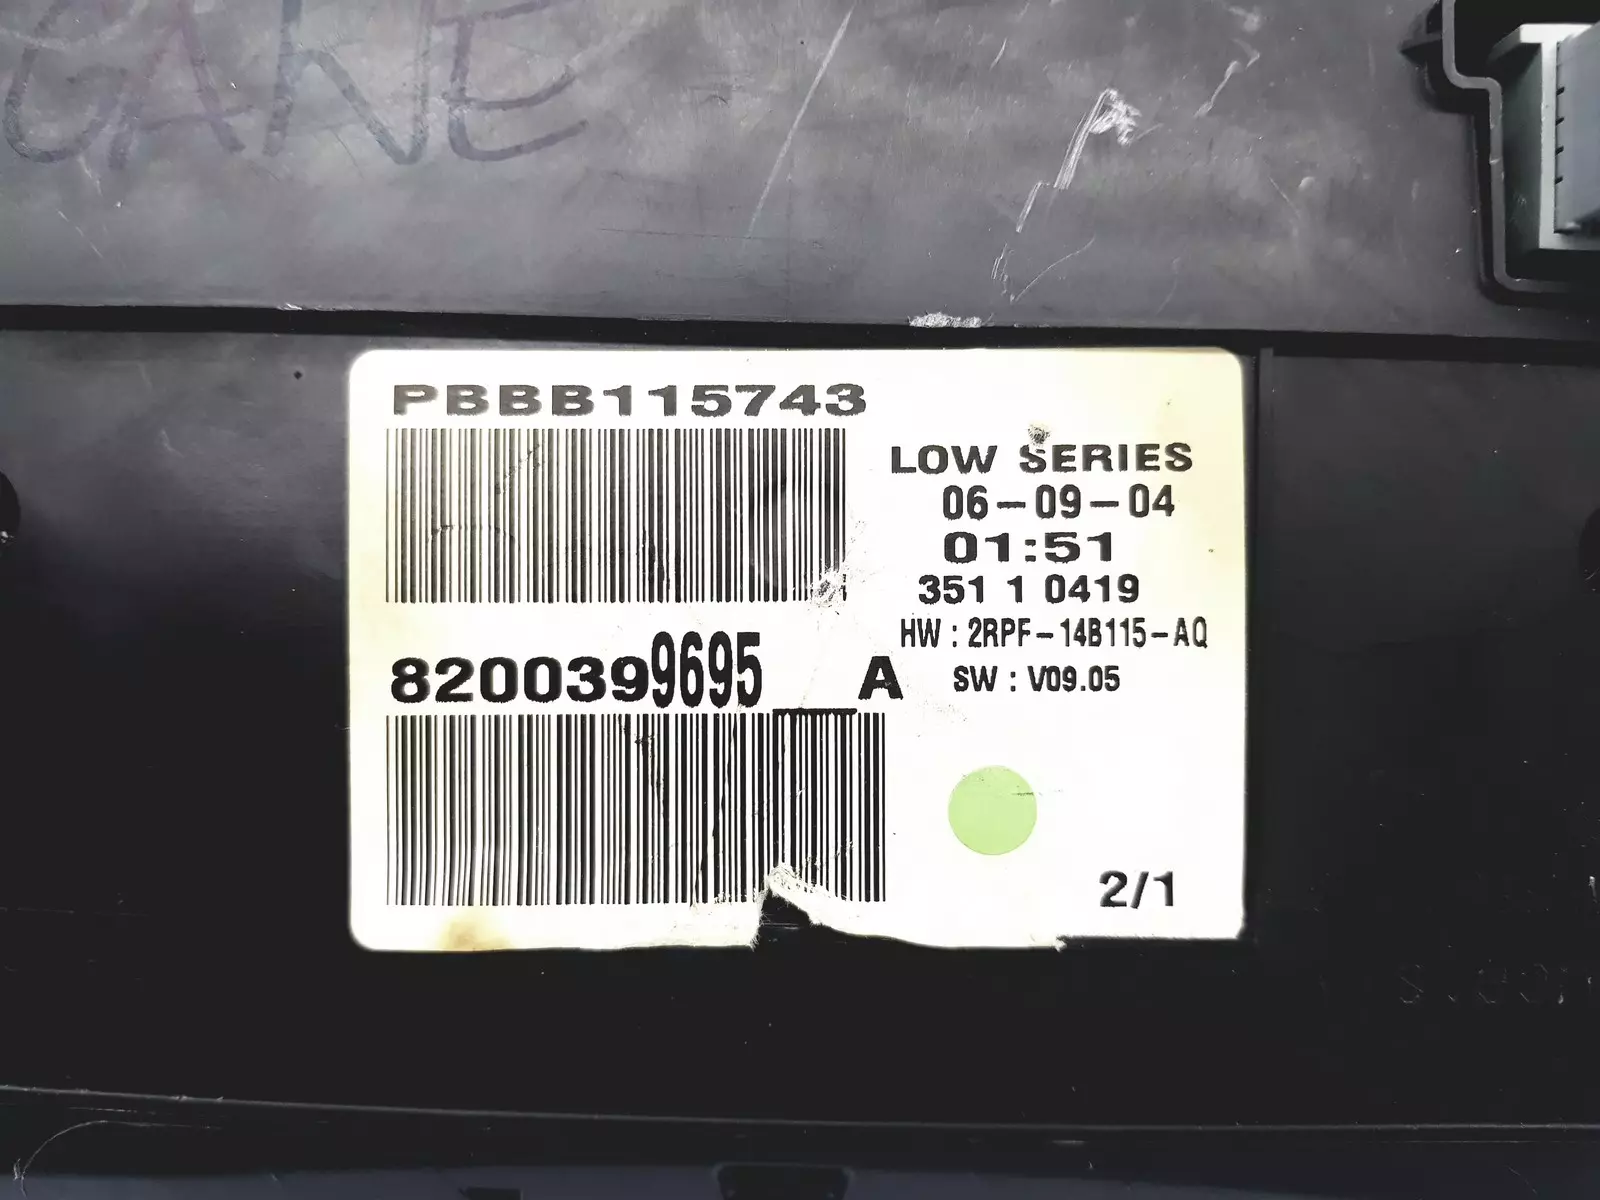 PBBB115743
LOW SERIES
06-09-04
01:51
351 1 0419
HW : 2RPF-14B115-AQ
8200399695__A
SW : V09.05
2/1